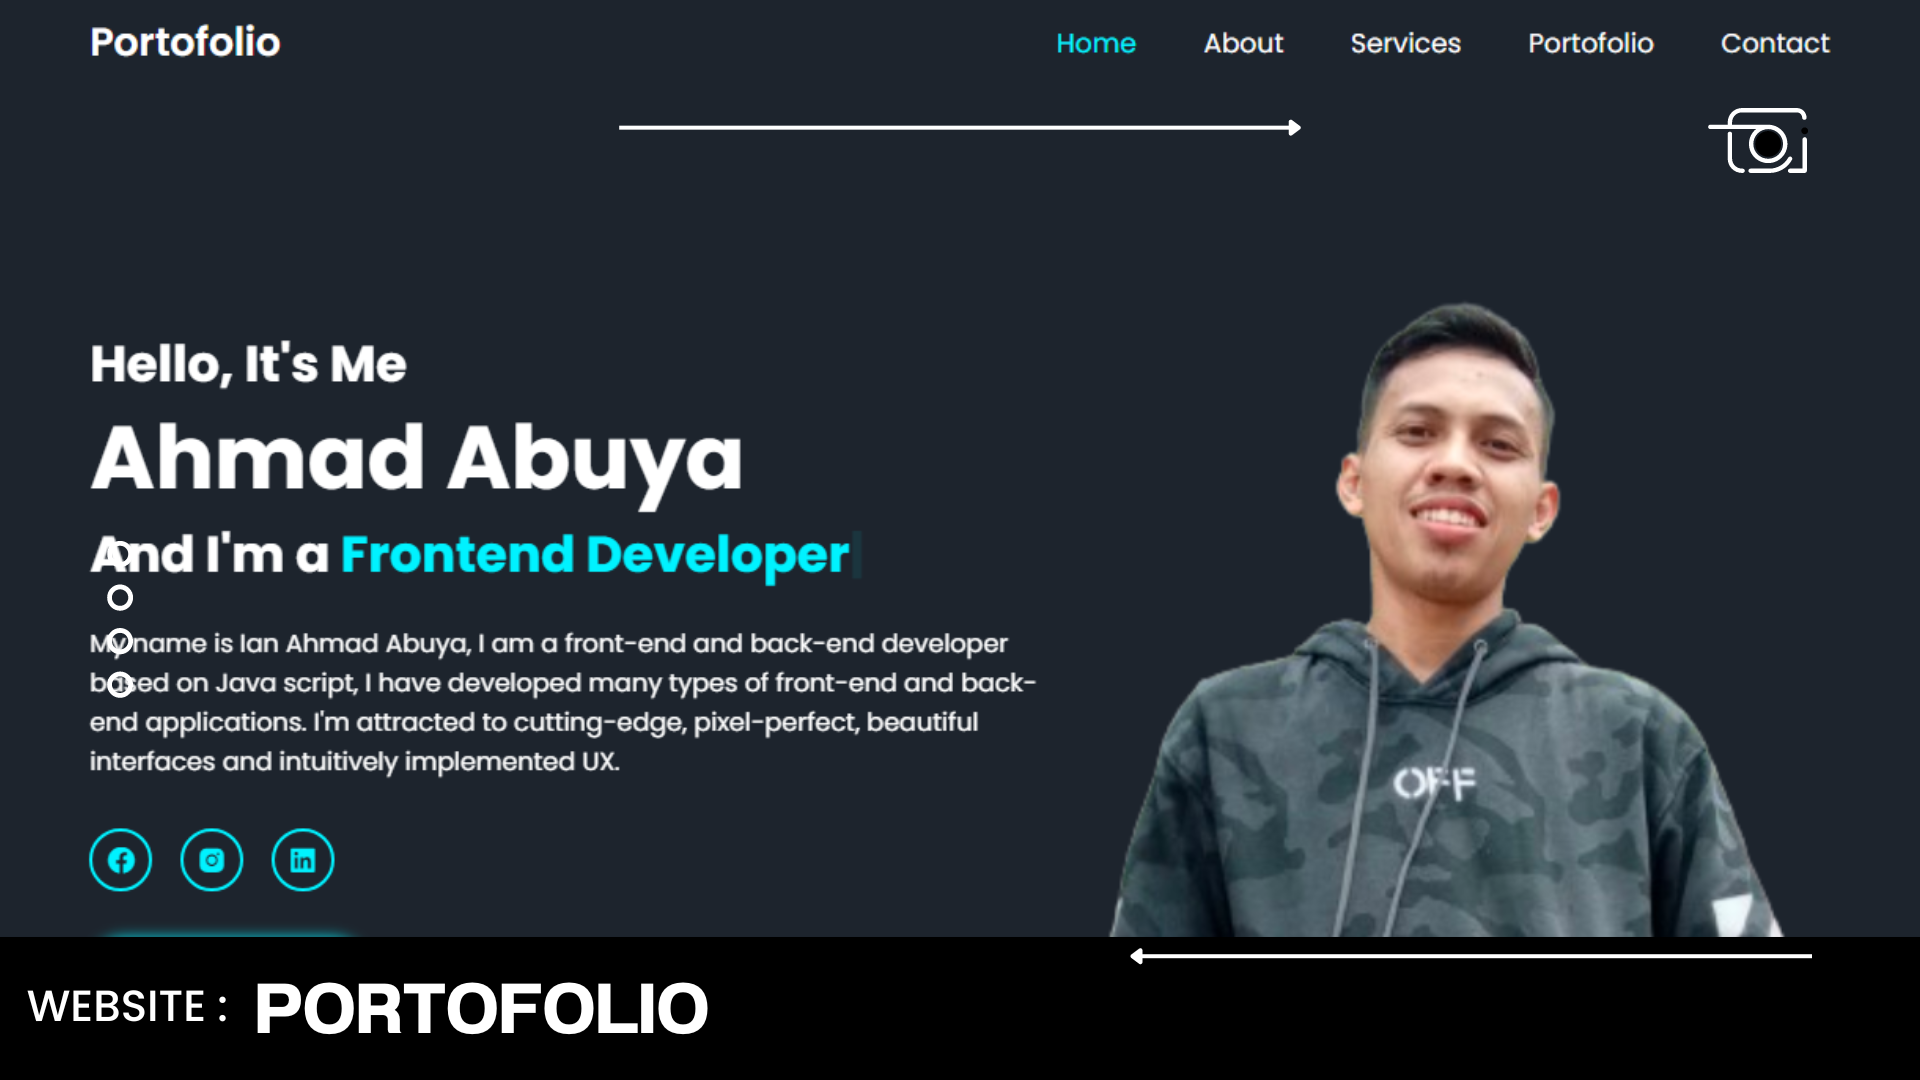 Portofolio
Home About Services Portofolio Contact
Hello, It's Me
Ahmad Abuya
And I'm a Frontend Developer
My name is Ian Ahmad Abuya, I am a front-end and back-end developer
based on Java script, I have developed many types of front-end and back-
end applications. I'm attracted to cutting-edge, pixel-perfect, beautiful
interfaces and intuitively implemented UX.
OFF
WEBSITE : PORTOFOLIO